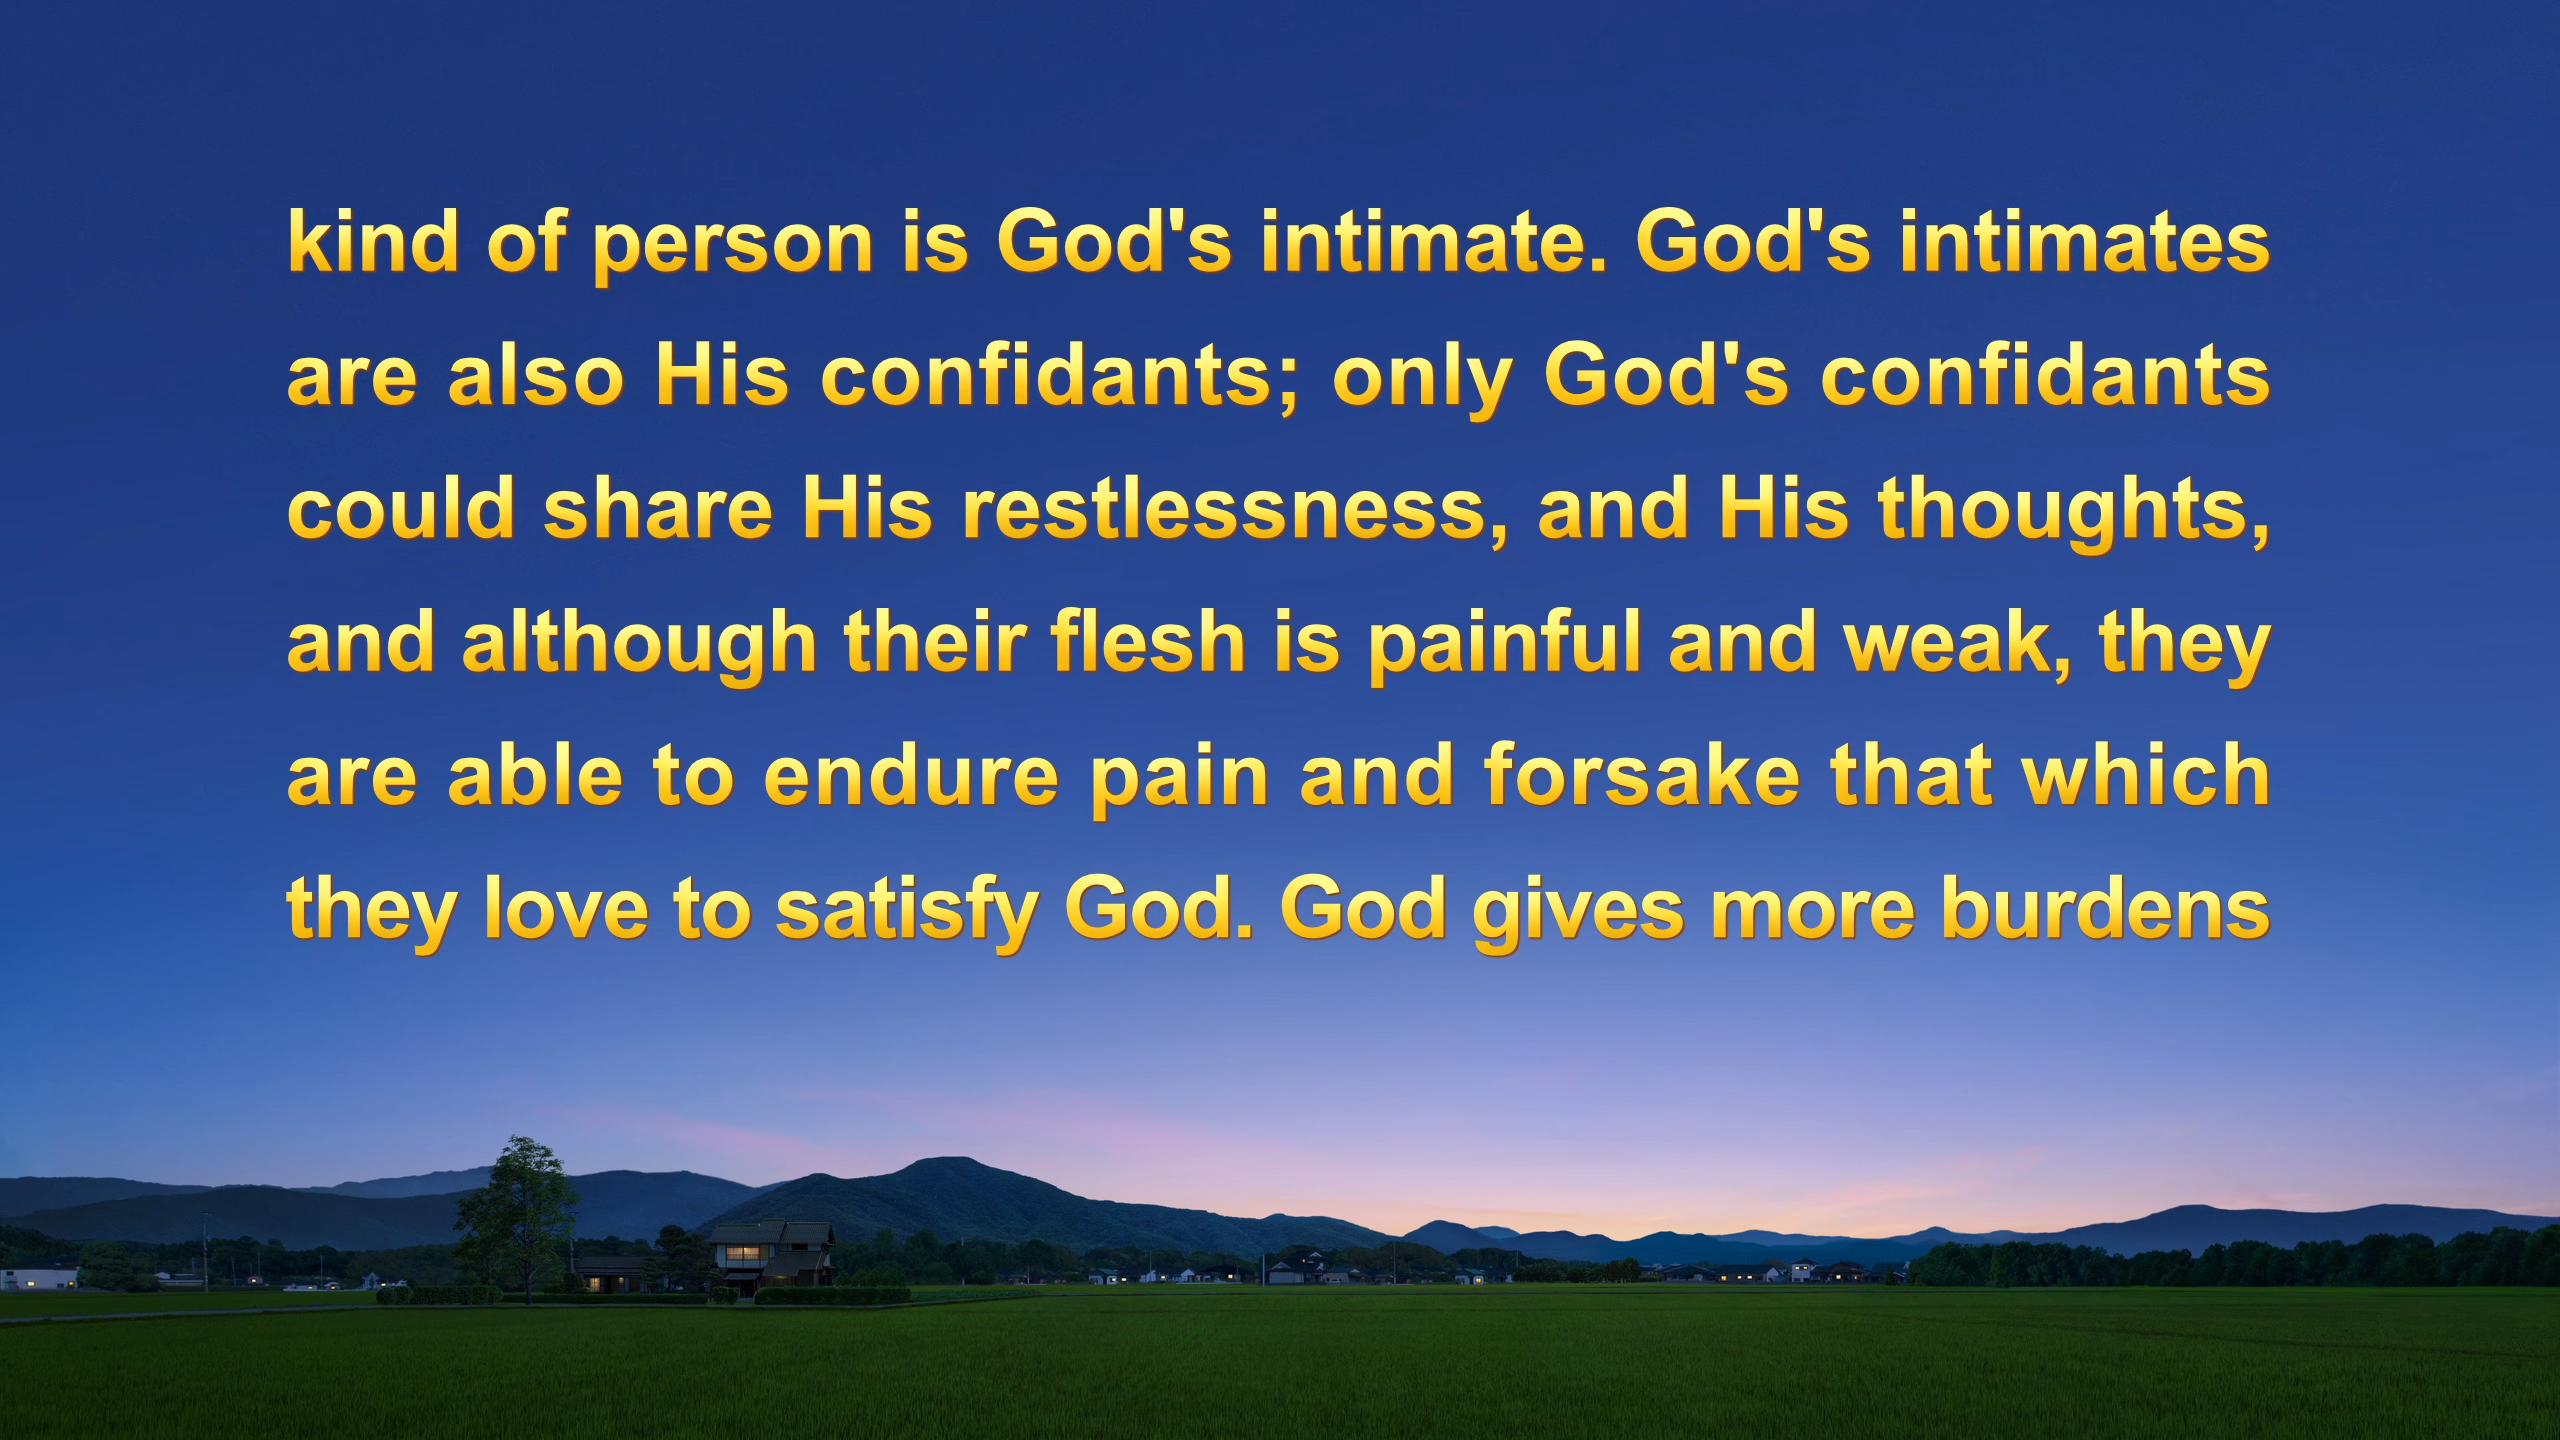 kind of person is God's intimate. God's intimates
are also His confidants; only God's confidants
could share His restlessness, and His thoughts,
and although their flesh is painful and weak, they
are able to endure pain and forsake that which
they love to satisfy God. God gives more burdens